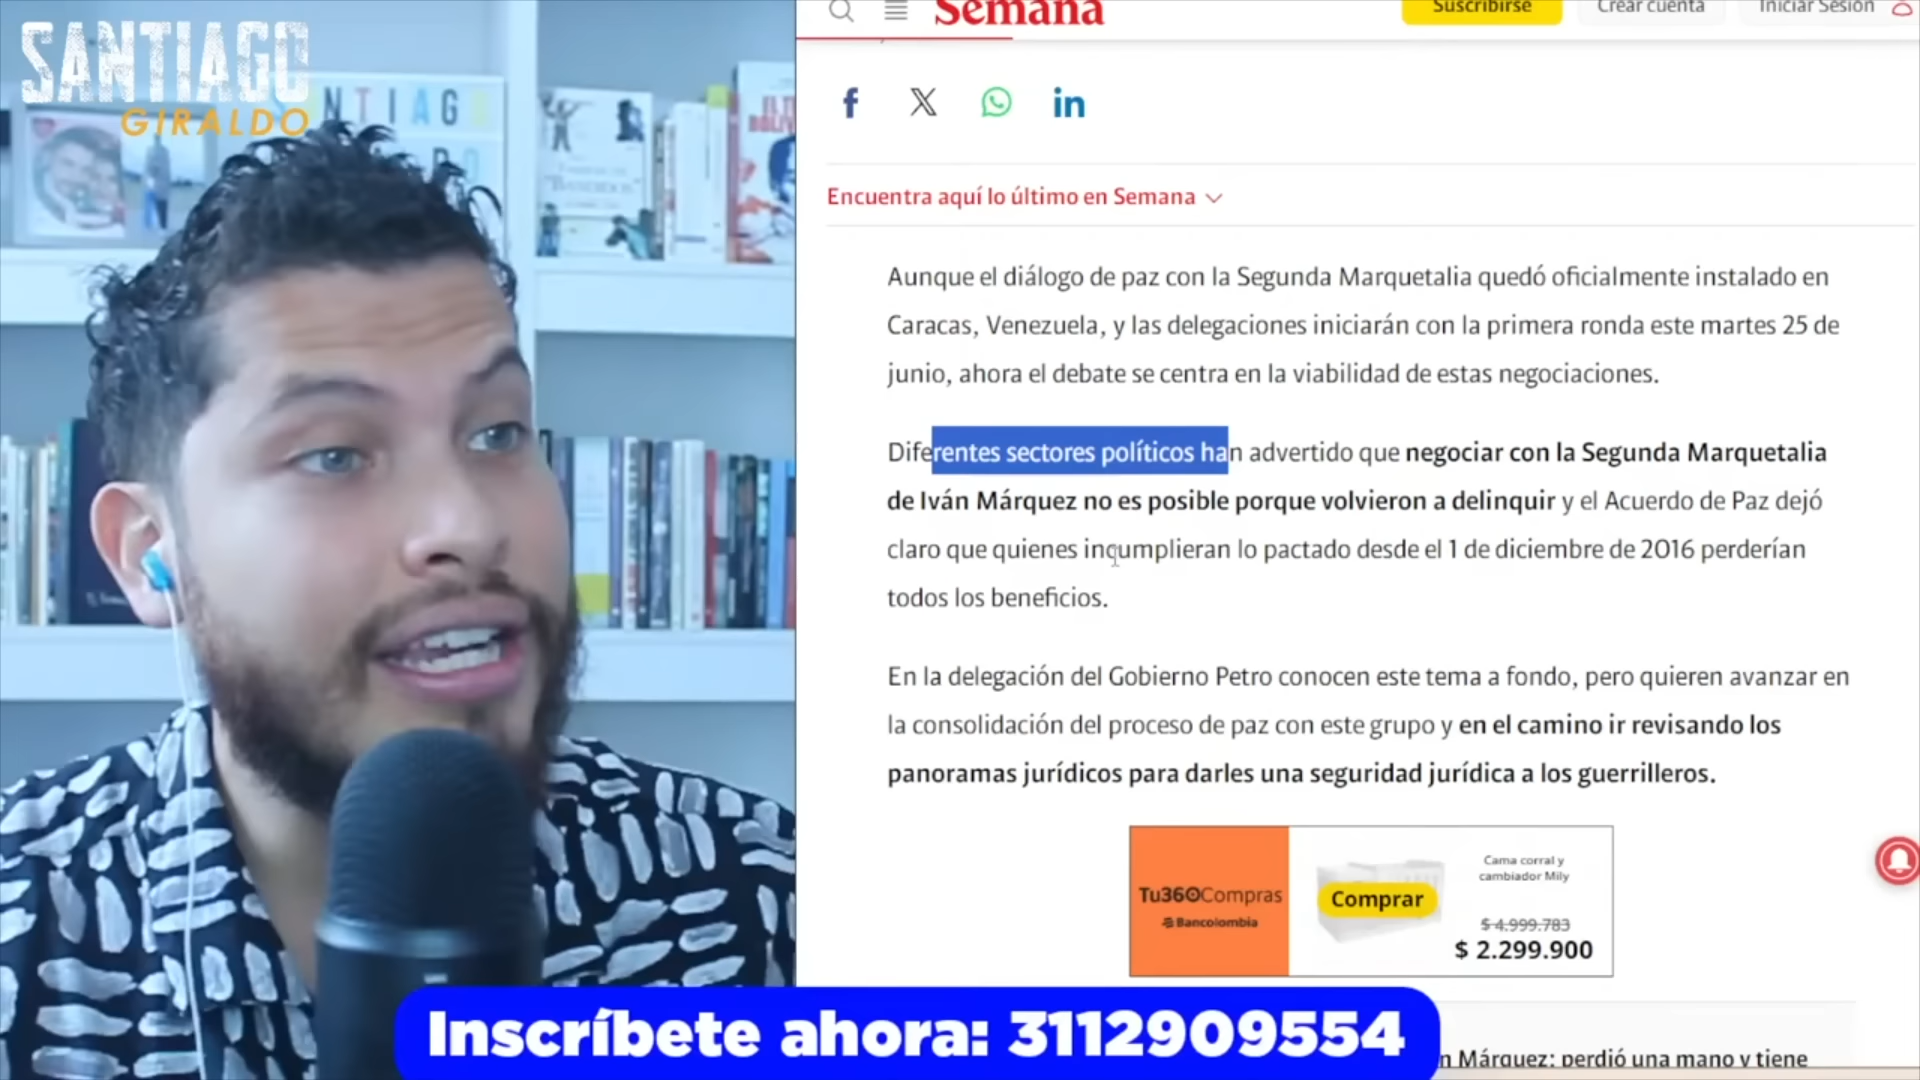 SANTIAGO
GIRALDO
NTIAG
Semana
Suscribirse
Crear cuenta
Iniciar Sesión
Encuentra aquí lo último en Semana
Aunque el diálogo de paz con la Segunda Marquetalia quedó oficialmente instalado en
Caracas, Venezuela, y las delegaciones iniciarán con la primera ronda este martes 25 de
junio, ahora el debate se centra en la viabilidad de estas negociaciones.
Diferentes sectores políticos han advertido que negociar con la Segunda Marquetalia
de Iván Márquez no es posible porque volvieron a delinquir y el Acuerdo de Paz dejó
claro que quienes incumplieran lo pactado desde el 1 de diciembre de 2016 perderían
todos los beneficios.
En la delegación del Gobierno Petro conocen este tema a fondo, pero quieren avanzar en
la consolidación del proceso de paz con este grupo y en el camino ir revisando los
panoramas jurídicos para darles una seguridad jurídica a los guerrilleros.
Tu360Compras
Bancolombia
Comprar
Cama corral y
cambiador Mily
$ 4.999.783
$ 2.299.900
Inscríbete ahora: 3112909554
n Márquez: perdió una mano y tiene